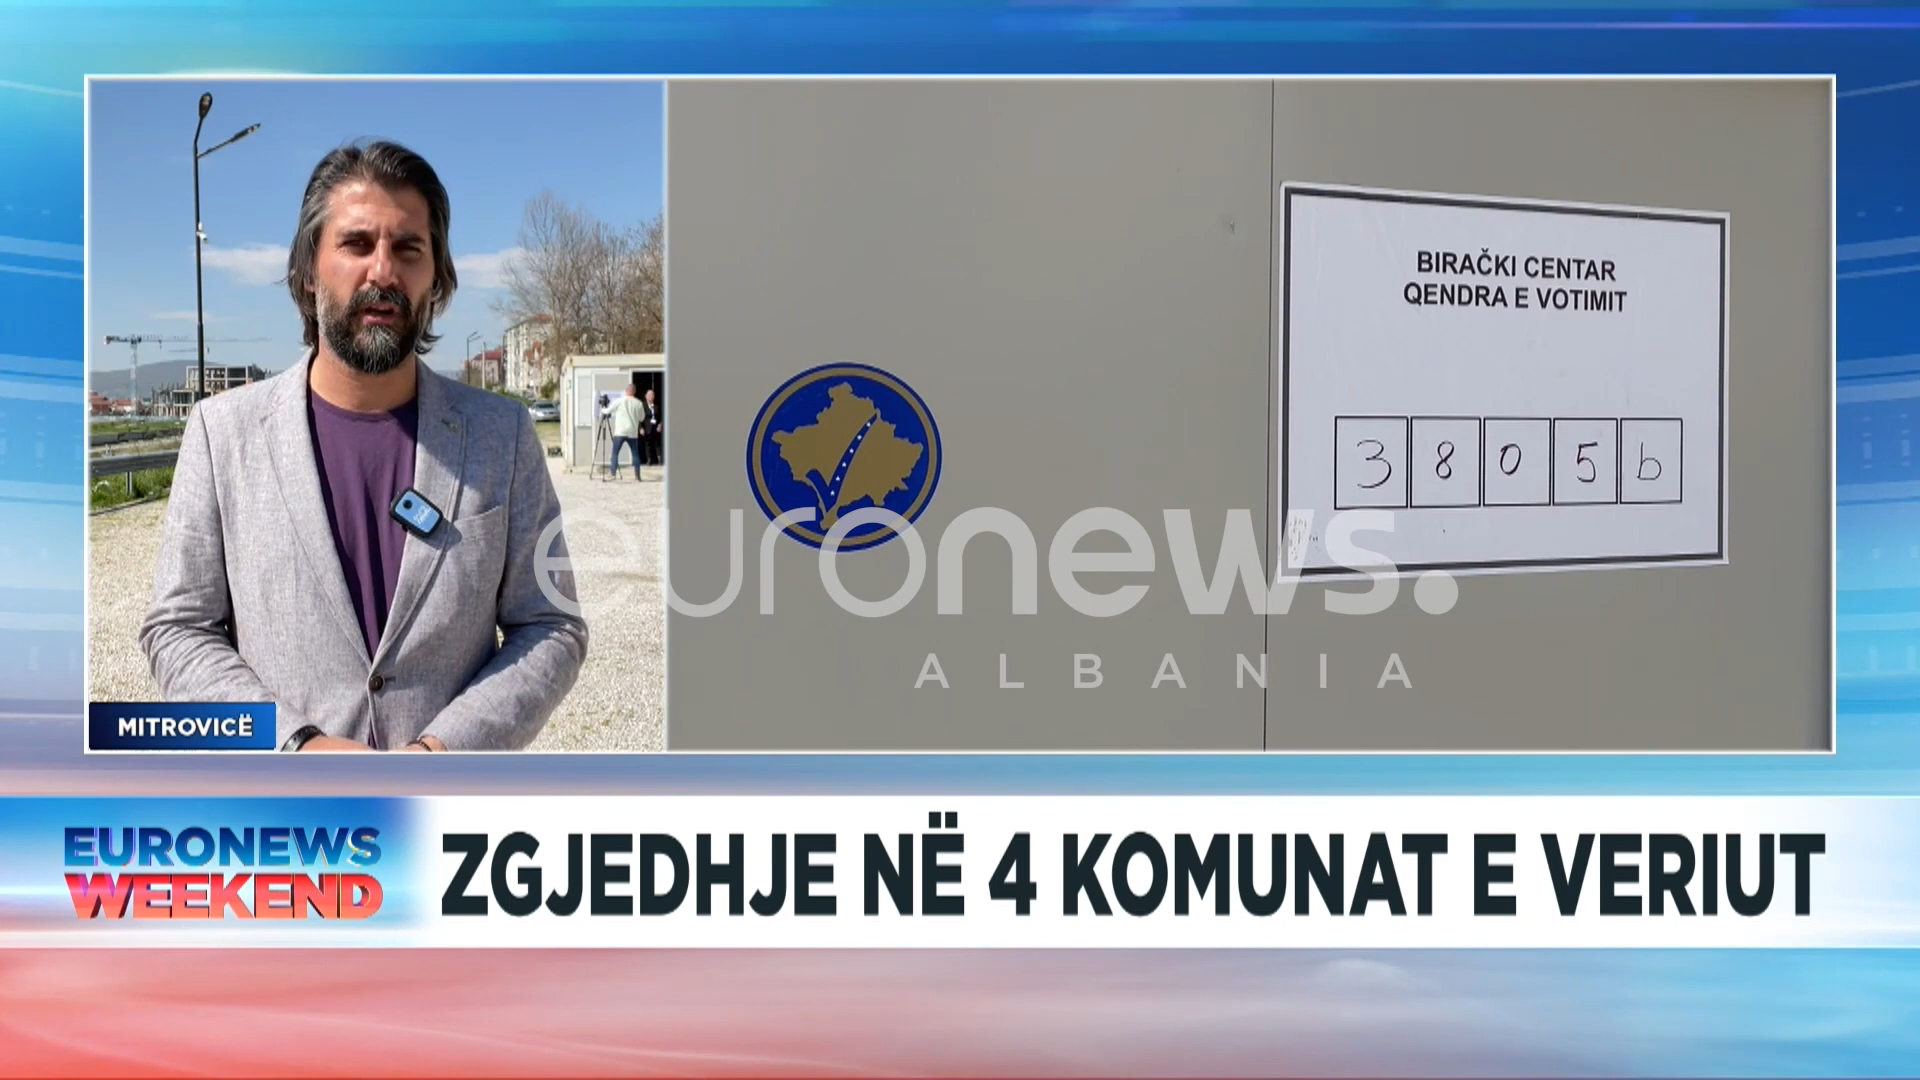 BIRAČKI CENTAR
QENDRA E VOTIMIT
3 8 0 5 b
euronews.
ALBANIA
MITROVICË
EURONEWS
WEEKEND
ZGJEDHJE NË 4 KOMUNAT E VERIUT